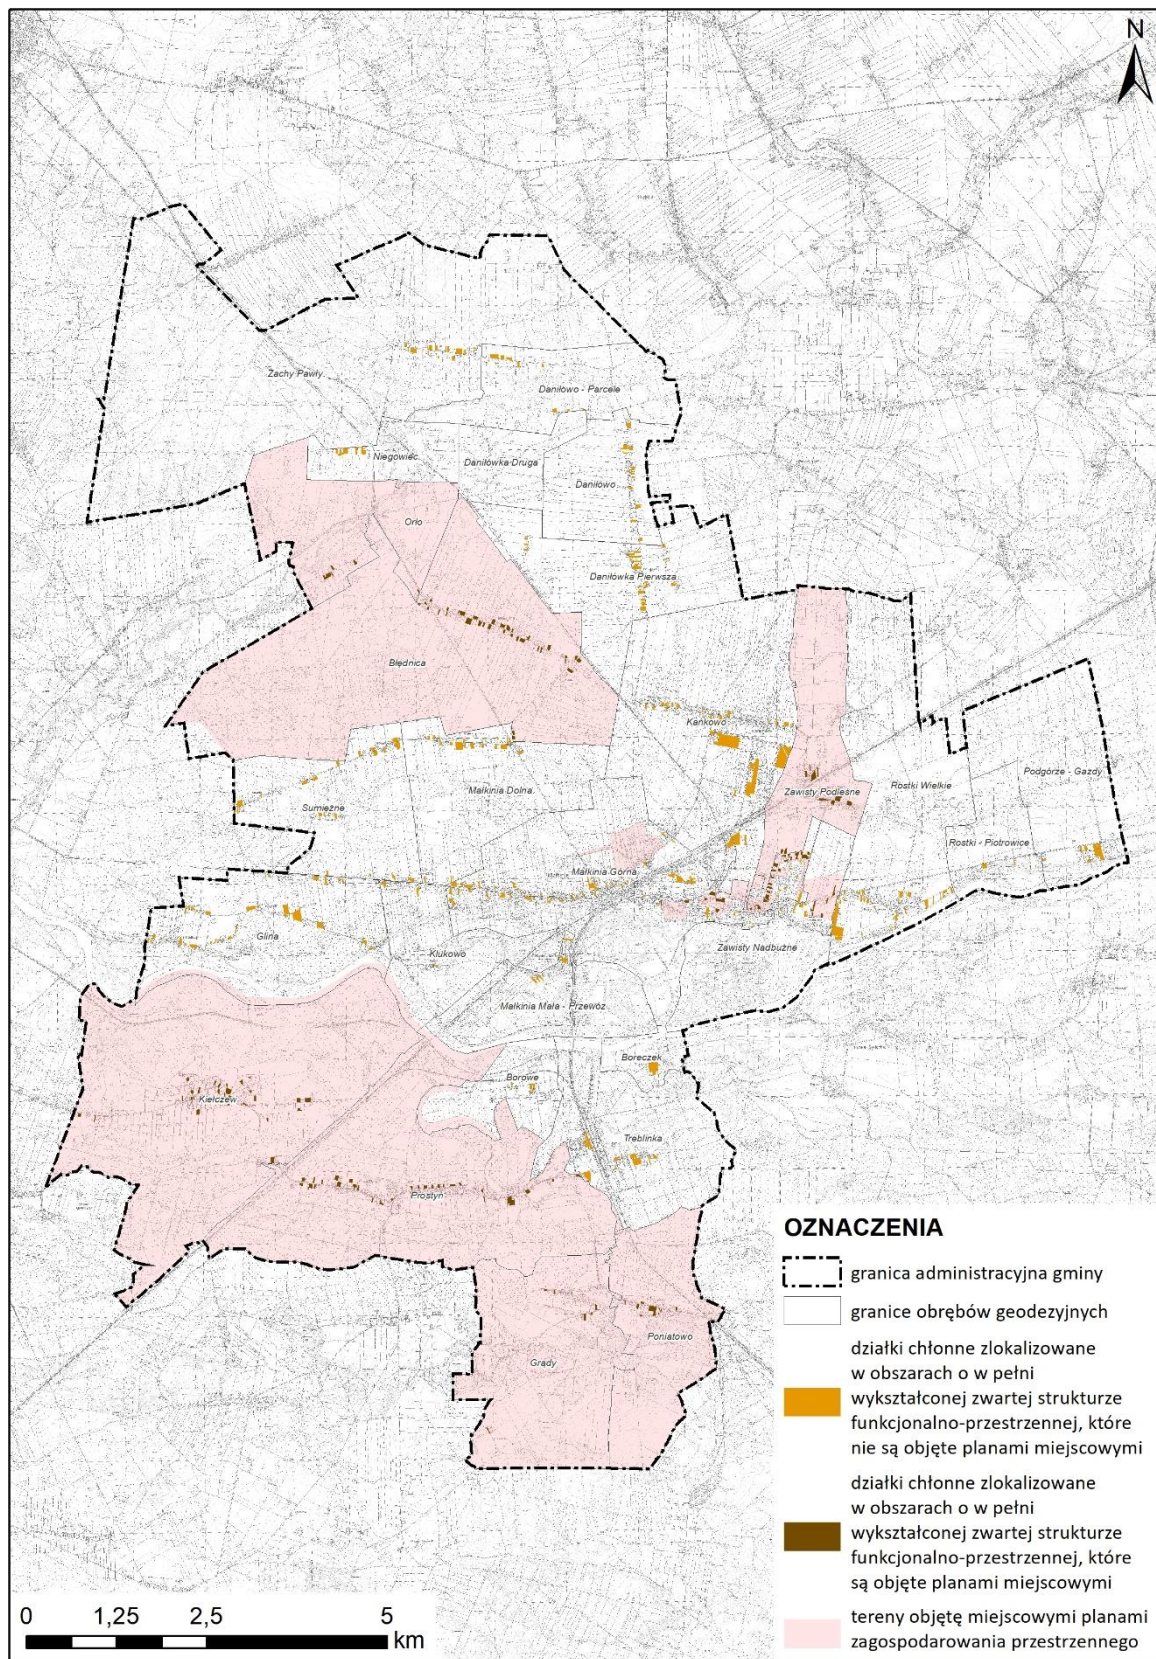 N
Żachy Pawły
Daniłowo - Parcele
Niegowiec
Daniłówka Druga
Daniłowo
Orło
Daniłówka Pierwsza
Błędnica
Kańkowo
Podgórze - Gazdy
Małkinia Dolna
Zawisty Podleśne
Rostki Wielkie
Sumiężne
Rostki - Piotrowice
Małkinia Górna
Glina
Klukowo
Zawisty Nadbużne
Małkinia Mała - Przewóz
Boreczek
Borowe
Kiełczew
Treblinka
Prostyń
Poniatowo
Grądy
OZNACZENIA
granica administracyjna gminy
granice obrębów geodezyjnych
działki chłonne zlokalizowane
w obszarach o w pełni
wykształconej zwartej strukturze
funkcjonalno-przestrzennej, które
nie są objęte planami miejscowymi
działki chłonne zlokalizowane
w obszarach o w pełni
wykształconej zwartej strukturze
funkcjonalno-przestrzennej, które
są objęte planami miejscowymi
tereny objętę miejscowymi planami
zagospodarowania przestrzennego
0 1,25 2,5 5
km